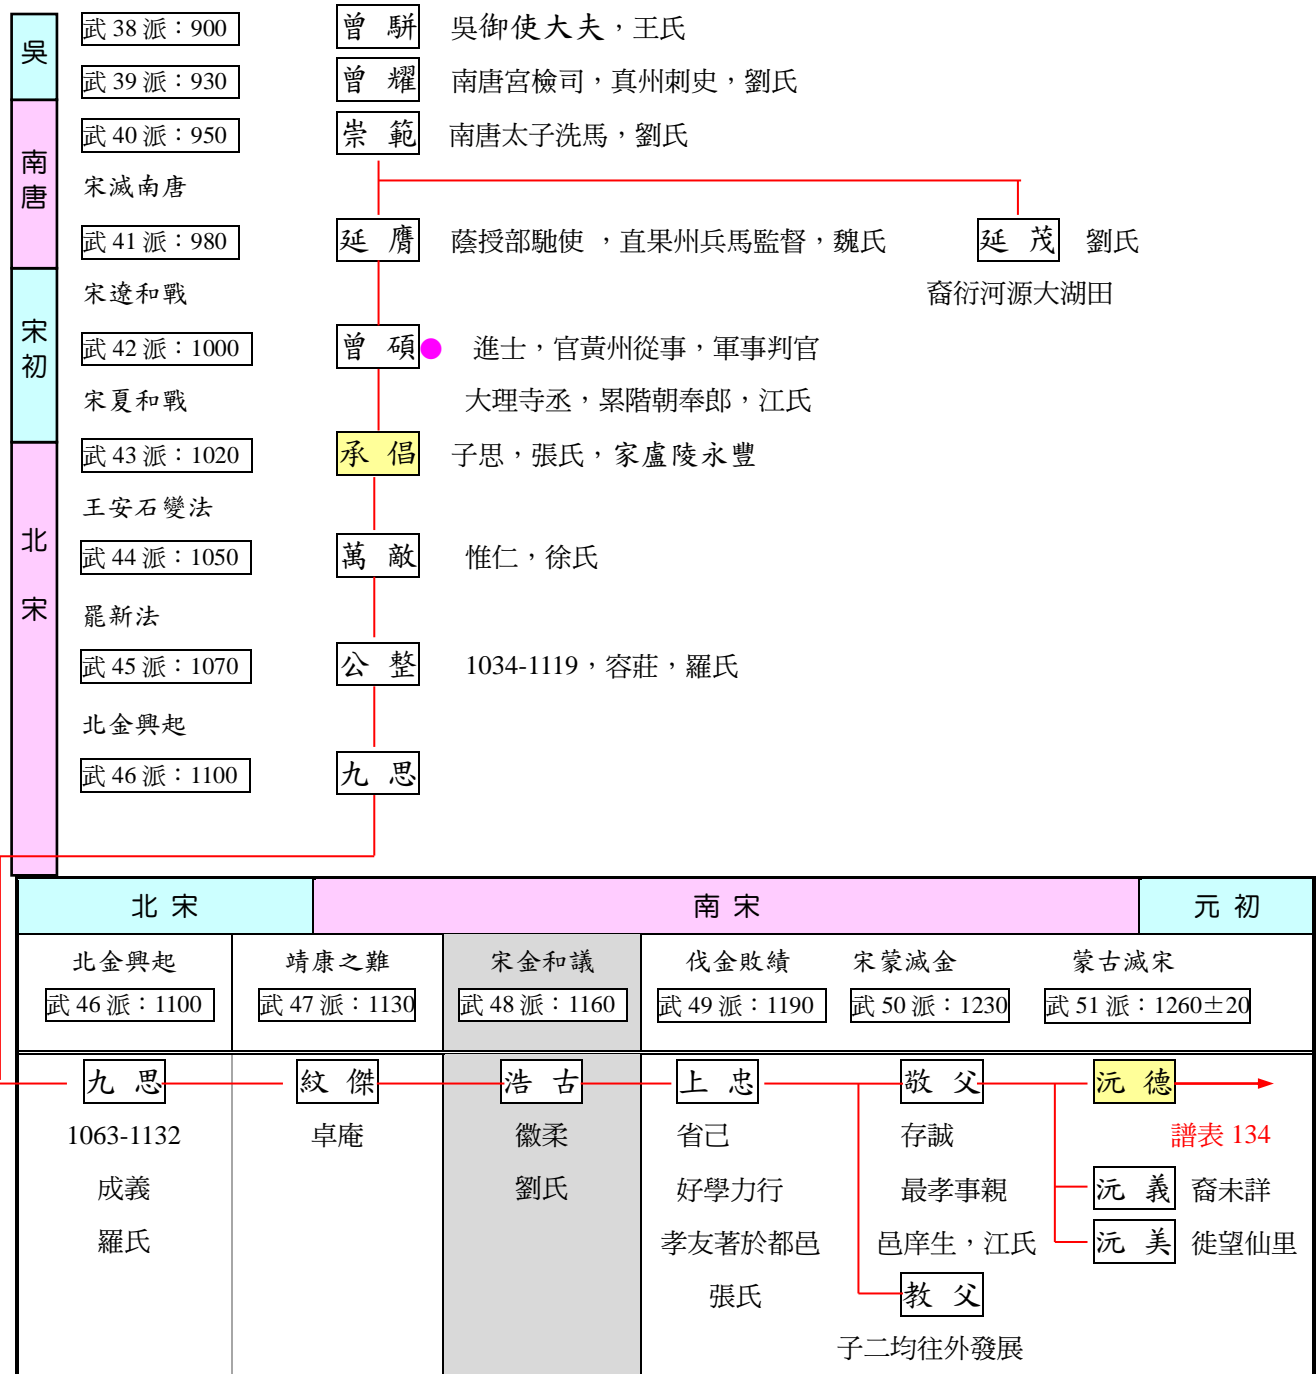 吳
武 38 派：900
曾 駢
吳御使大夫，王氏
武 39 派：930
曾 耀
南唐宮檢司，真州刺史，劉氏
南唐
武 40 派：950
崇 範
南唐太子洗馬，劉氏
宋滅南唐
武 41 派：980
延 膺
蔭授部馳使 ，直果州兵馬監督，魏氏
延 茂
劉氏
宋遼和戰
裔衍河源大湖田
宋初
武 42 派：1000
曾 碩
進士，官黃州從事，軍事判官
宋夏和戰
大理寺丞，累階朝奉郎，江氏
北宋
武 43 派：1020
承 倡
子思，張氏，家盧陵永豐
王安石變法
武 44 派：1050
萬 敵
惟仁，徐氏
罷新法
武 45 派：1070
公 整
1034-1119，容莊，羅氏
北金興起
武 46 派：1100
九 思
北 宋
南 宋
元 初
北金興起
靖康之難
宋金和議
伐金敗績
宋蒙滅金
蒙古滅宋
武 46 派：1100
武 47 派：1130
武 48 派：1160
武 49 派：1190
武 50 派：1230
武 51 派：1260±20
九 思
紋 傑
浩 古
上 忠
敬 父
沅 德
1063-1132
卓庵
徽柔
省己
存誠
譜表 134
成義
劉氏
好學力行
最孝事親
沅 義
裔未詳
羅氏
孝友著於都邑
邑庠生，江氏
沅 美
徙望仙里
張氏
教 父
子二均往外發展